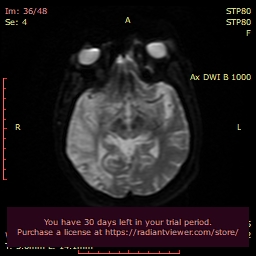 Im: 36/48
Se: 4
A
STP80
STP80
F
Ax DWI B 1000
R
L
You have 30 days left in your trial period.
Purchase a license at https://radiantviewer.com/store/